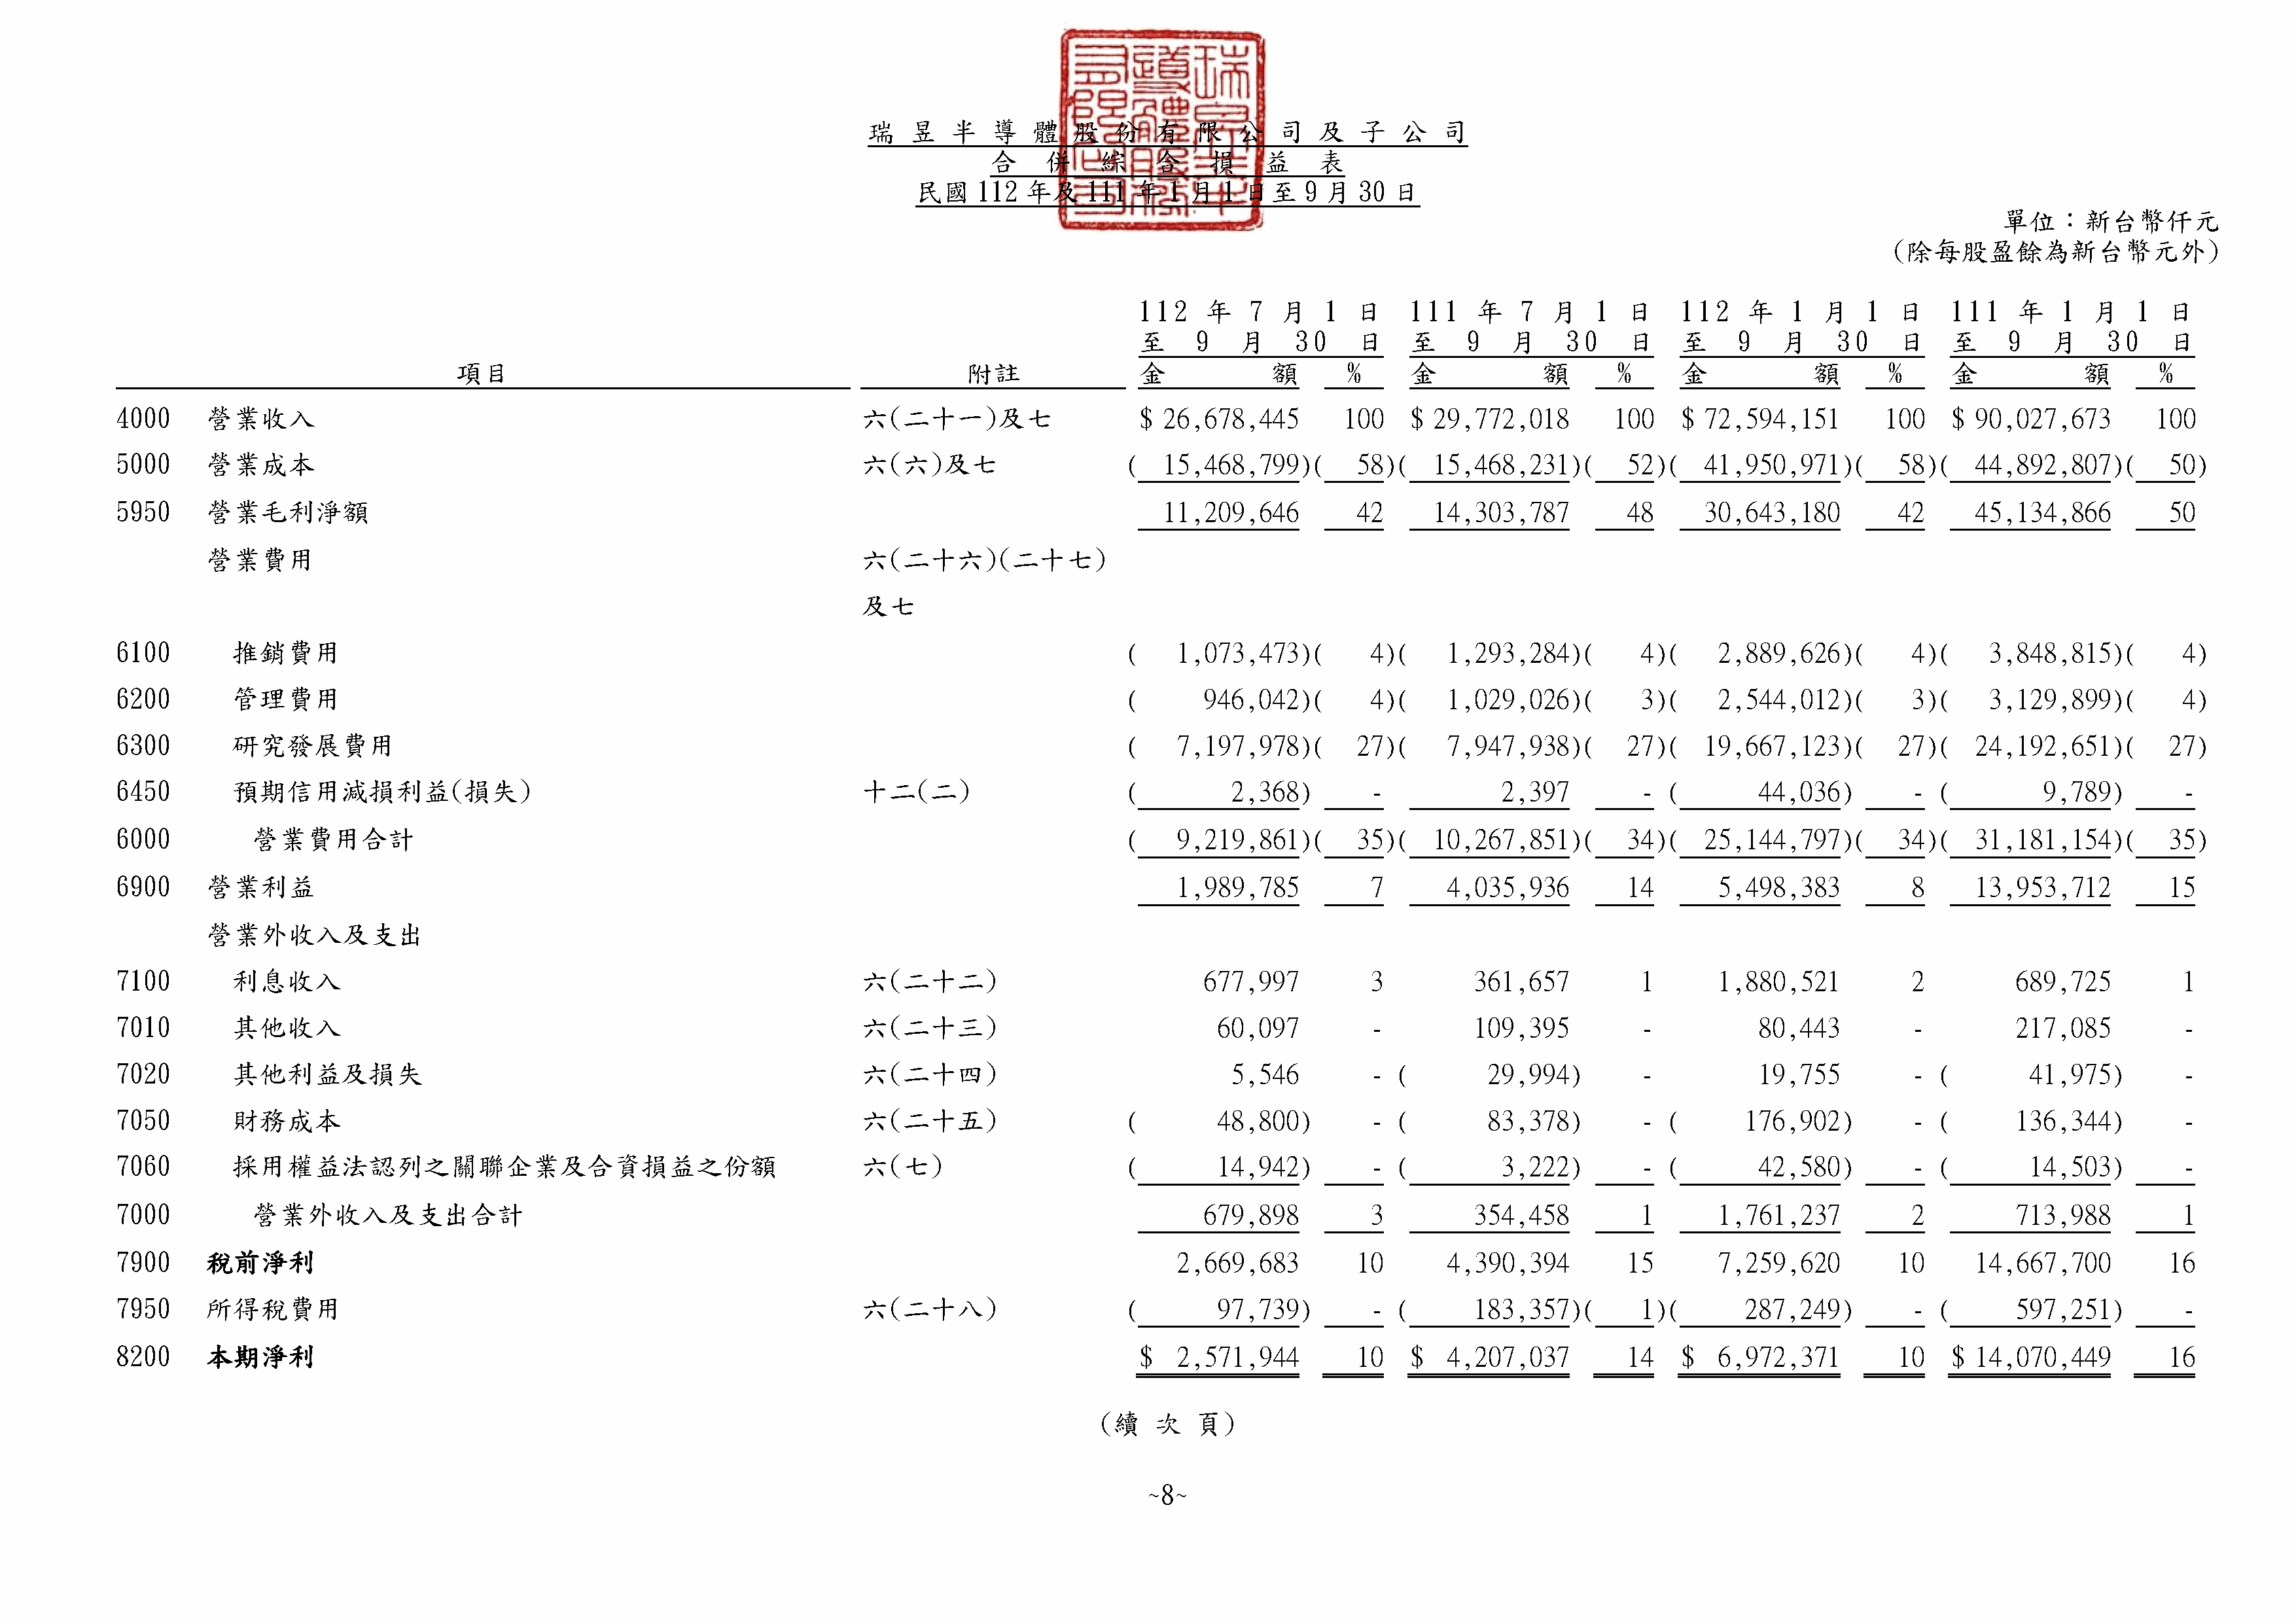 瑞昱半導體股份有限公司及子公司
合併綜合損益表
民國112年及111年1月1日至9月30日
單位：新台幣仟元
(除每股盈餘為新台幣元外)
112 年 7 月 1 日 111 年 7 月 1 日 112 年 1 月 1 日 111 年 1 月 1 日
至 9 月 30 日 至 9 月 30 日 至 9 月 30 日 至 9 月 30 日
項目 附註 金額 % 金額 % 金額 % 金額 %
4000 營業收入 六(二十一)及七 $ 26,678,445 100 $ 29,772,018 100 $ 72,594,151 100 $ 90,027,673 100
5000 營業成本 六(六)及七 ( 15,468,799)( 58)( 15,468,231)( 52)( 41,950,971)( 58)( 44,892,807)( 50)
5950 營業毛利淨額 11,209,646 42 14,303,787 48 30,643,180 42 45,134,866 50
營業費用 六(二十六)(二十七)
及七
6100 推銷費用 ( 1,073,473)( 4)( 1,293,284)( 4)( 2,889,626)( 4)( 3,848,815)( 4)
6200 管理費用 ( 946,042)( 4)( 1,029,026)( 3)( 2,544,012)( 3)( 3,129,899)( 4)
6300 研究發展費用 ( 7,197,978)( 27)( 7,947,938)( 27)( 19,667,123)( 27)( 24,192,651)( 27)
6450 預期信用減損利益(損失) 十二(二) ( 2,368) - 2,397 - ( 44,036) - ( 9,789) -
6000 營業費用合計 ( 9,219,861)( 35)( 10,267,851)( 34)( 25,144,797)( 34)( 31,181,154)( 35)
6900 營業利益 1,989,785 7 4,035,936 14 5,498,383 8 13,953,712 15
營業外收入及支出
7100 利息收入 六(二十二) 677,997 3 361,657 1 1,880,521 2 689,725 1
7010 其他收入 六(二十三) 60,097 - 109,395 - 80,443 - 217,085 -
7020 其他利益及損失 六(二十四) 5,546 - ( 29,994) - 19,755 - ( 41,975) -
7050 財務成本 六(二十五) ( 48,800) - ( 83,378) - ( 176,902) - ( 136,344) -
7060 採用權益法認列之關聯企業及合資損益之份額 六(七) ( 14,942) - ( 3,222) - ( 42,580) - ( 14,503) -
7000 營業外收入及支出合計 679,898 3 354,458 1 1,761,237 2 713,988 1
7900 稅前淨利 2,669,683 10 4,390,394 15 7,259,620 10 14,667,700 16
7950 所得稅費用 六(二十八) ( 97,739) - ( 183,357)( 1)( 287,249) - ( 597,251) -
8200 本期淨利 $ 2,571,944 10 $ 4,207,037 14 $ 6,972,371 10 $ 14,070,449 16
(續次頁)
~8~